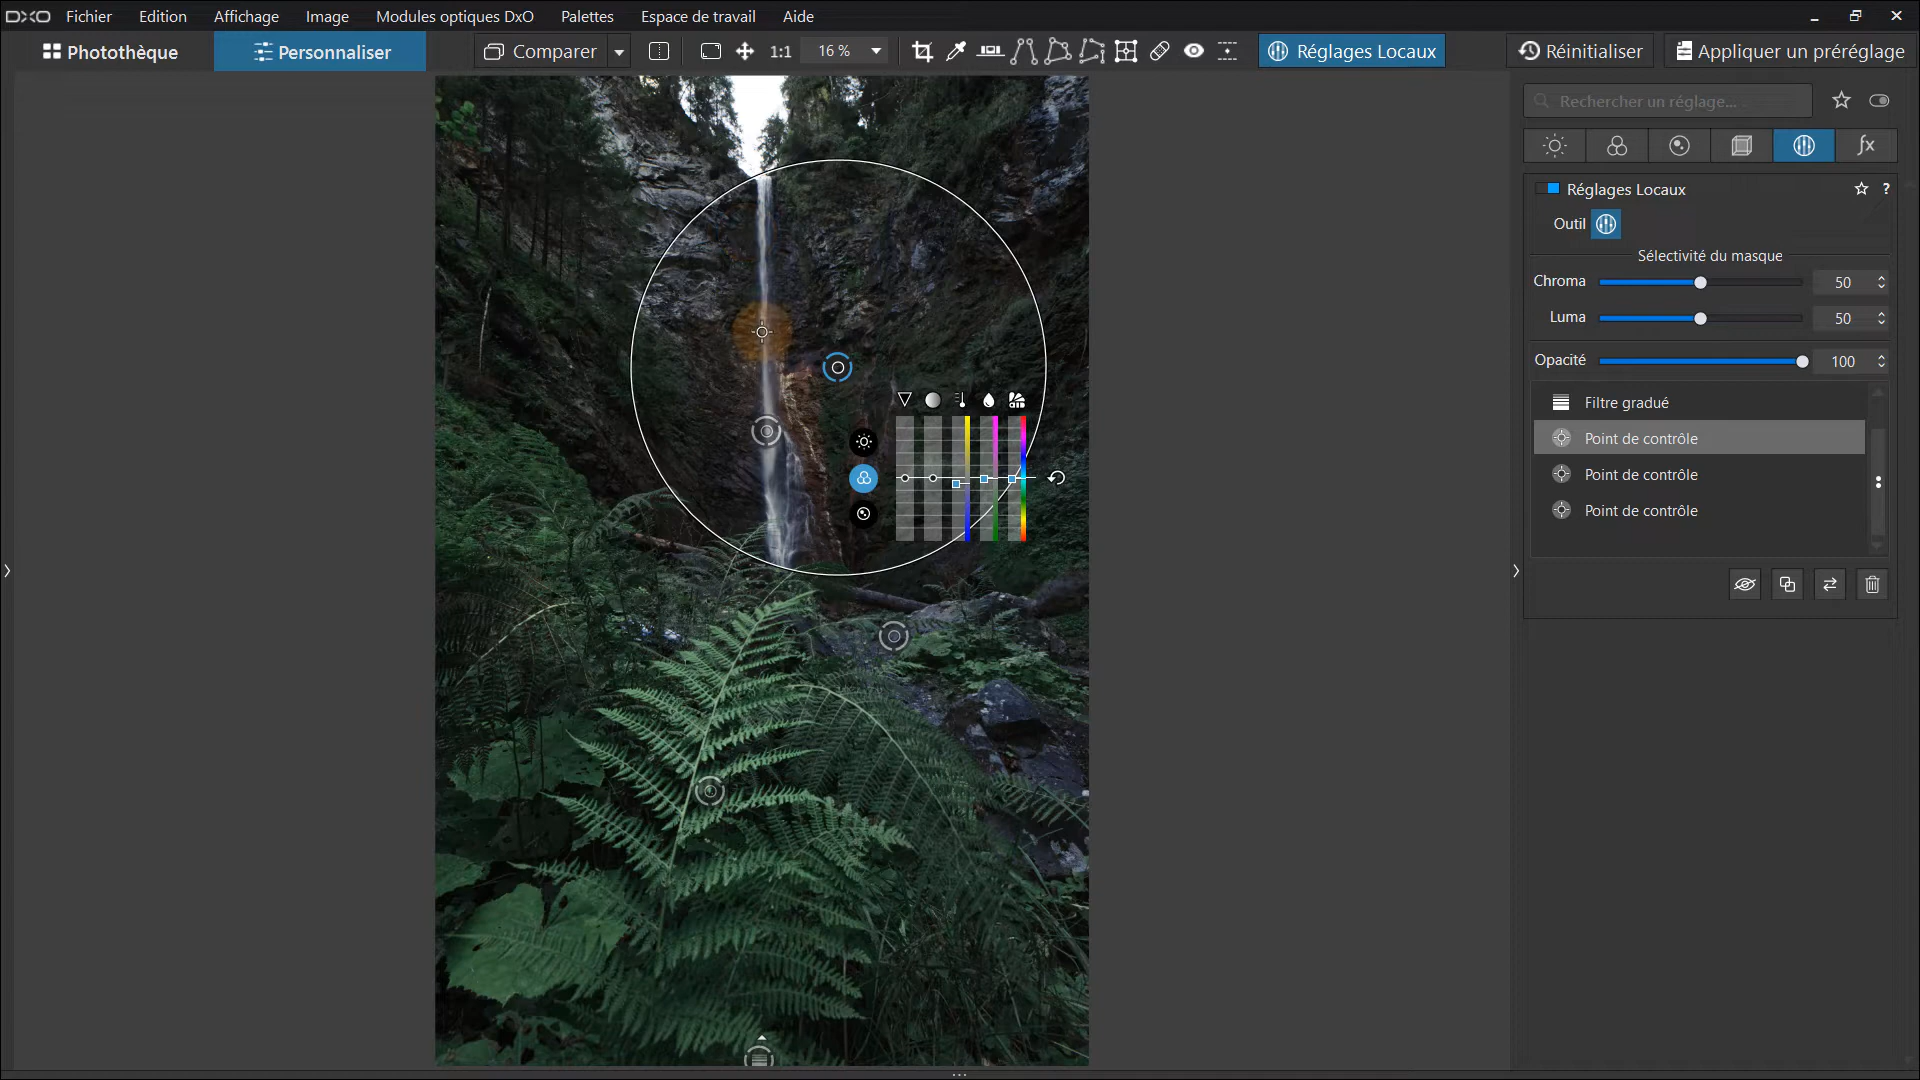 DXO Fichier Edition Affichage Image Modules optiques DxO Palettes Espace de travail Aide
Photothèque Personnaliser Comparer 1:1 16 % Réglages Locaux Réinitialiser Appliquer un préréglage
Rechercher un réglage...
fx
Réglages Locaux ?
Outil
Sélectivité du masque
Chroma 50
Luma 50
Opacité 100
Filtre gradué
Point de contrôle
Point de contrôle
Point de contrôle